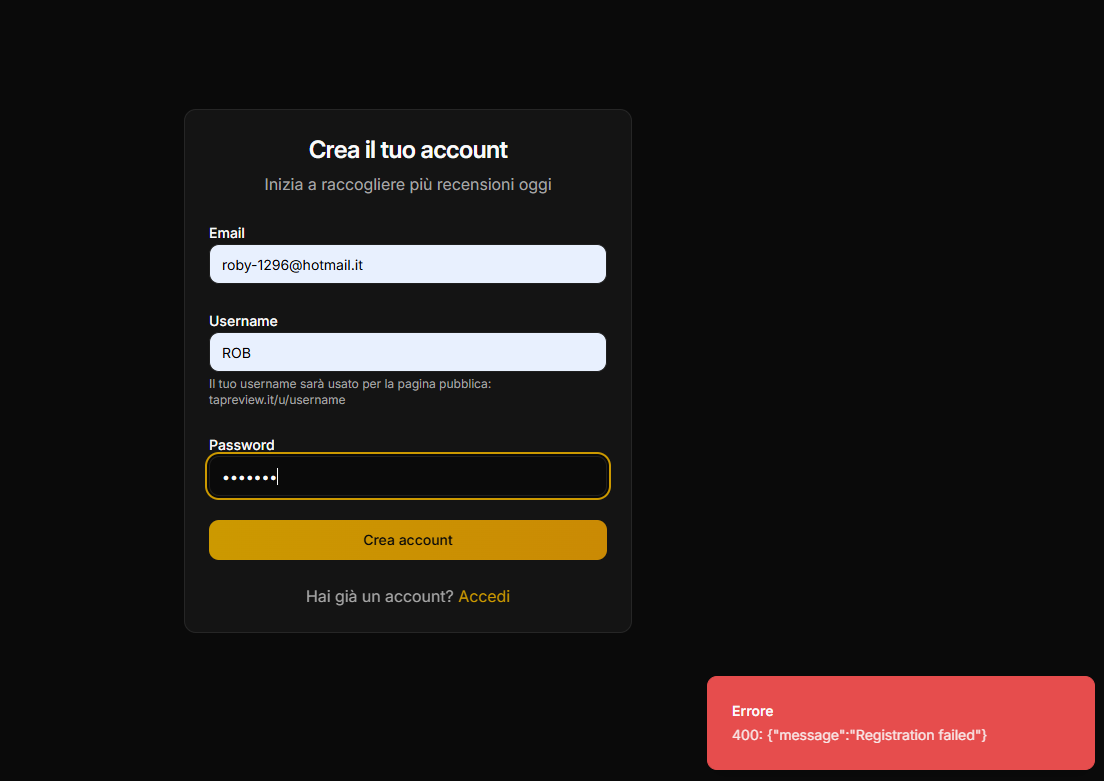 Crea il tuo account
Inizia a raccogliere più recensioni oggi
Email
roby-1296@hotmail.it
Username
ROB
Il tuo username sarà usato per la pagina pubblica:
tapreview.it/u/username
Password
•••••••
Crea account
Hai già un account? Accedi
Errore
400: {"message":"Registration failed"}